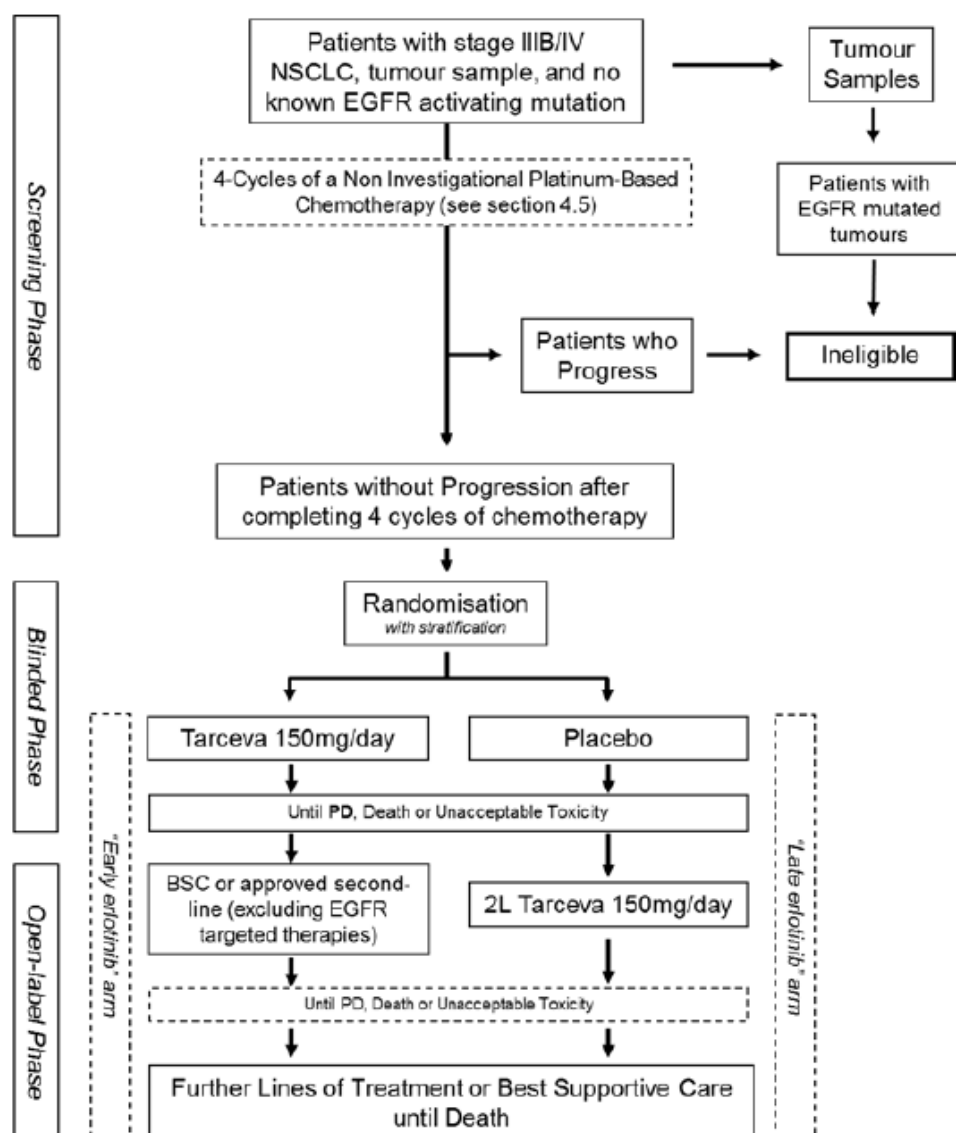 Screening Phase
Patients with stage IIIB/IV
NSCLC, tumour sample, and no
known EGFR activating mutation
Tumour
Samples
4-Cycles of a Non Investigational Platinum-Based
Chemotherapy (see section 4.5)
Patients with
EGFR mutated
tumours
Patients who
Progress
Ineligible
Patients without Progression after
completing 4 cycles of chemotherapy
Blinded Phase
Randomisation
with stratification
Tarceva 150mg/day
Placebo
Until PD, Death or Unacceptable Toxicity
"Early erlotinib" arm
"Late erlotinib" arm
Open-label Phase
BSC or approved second-
line (excluding EGFR
targeted therapies)
2L Tarceva 150mg/day
Until PD, Death or Unacceptable Toxicity
Further Lines of Treatment or Best Supportive Care
until Death